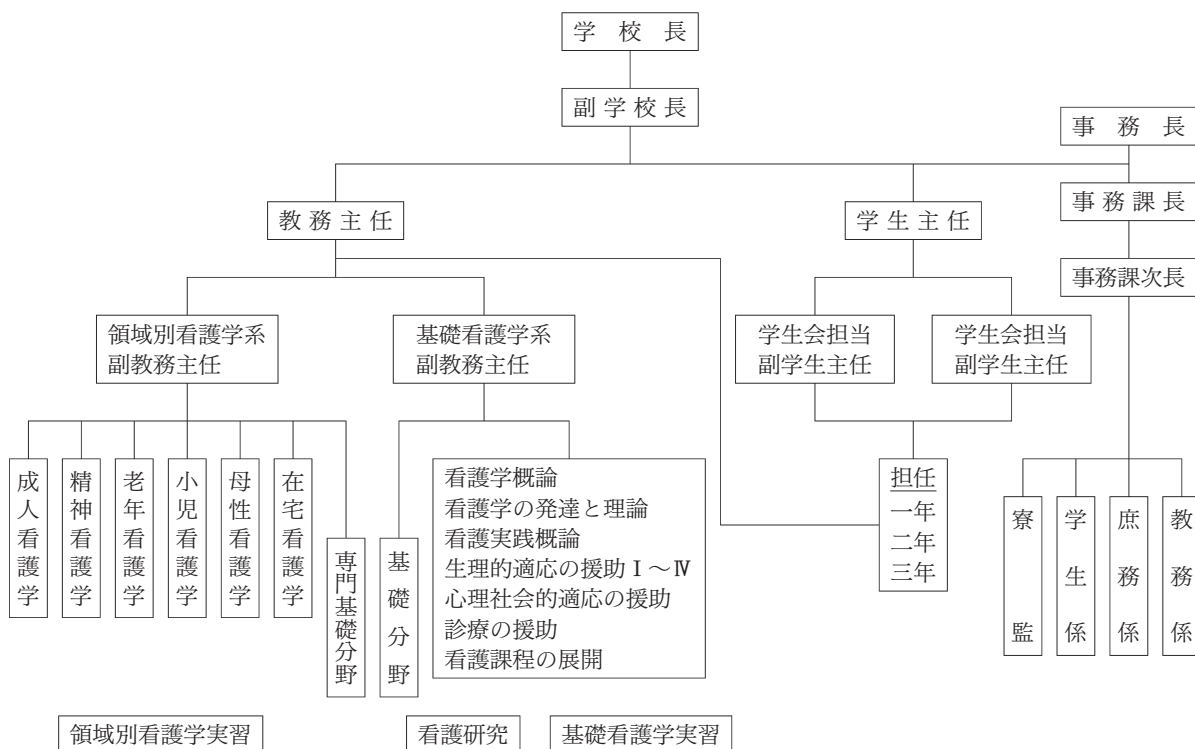 学校長
副学校長
事務長
教務主任
学生主任
事務課長
事務課次長
領域別看護学系
副教務主任
基礎看護学系
副教務主任
学生会担当
副学生主任
学生会担当
副学生主任
成人看護学
精神看護学
老年看護学
小児看護学
母性看護学
在宅看護学
専門基礎分野
基礎分野
看護学概論
看護学の発達と理論
看護実践概論
生理的適応の援助Ⅰ～Ⅳ
心理社会的適応の援助
診療の援助
看護課程の展開
担任
一年
二年
三年
寮監
学生係
庶務係
教務係
領域別看護学実習
看護研究
基礎看護学実習